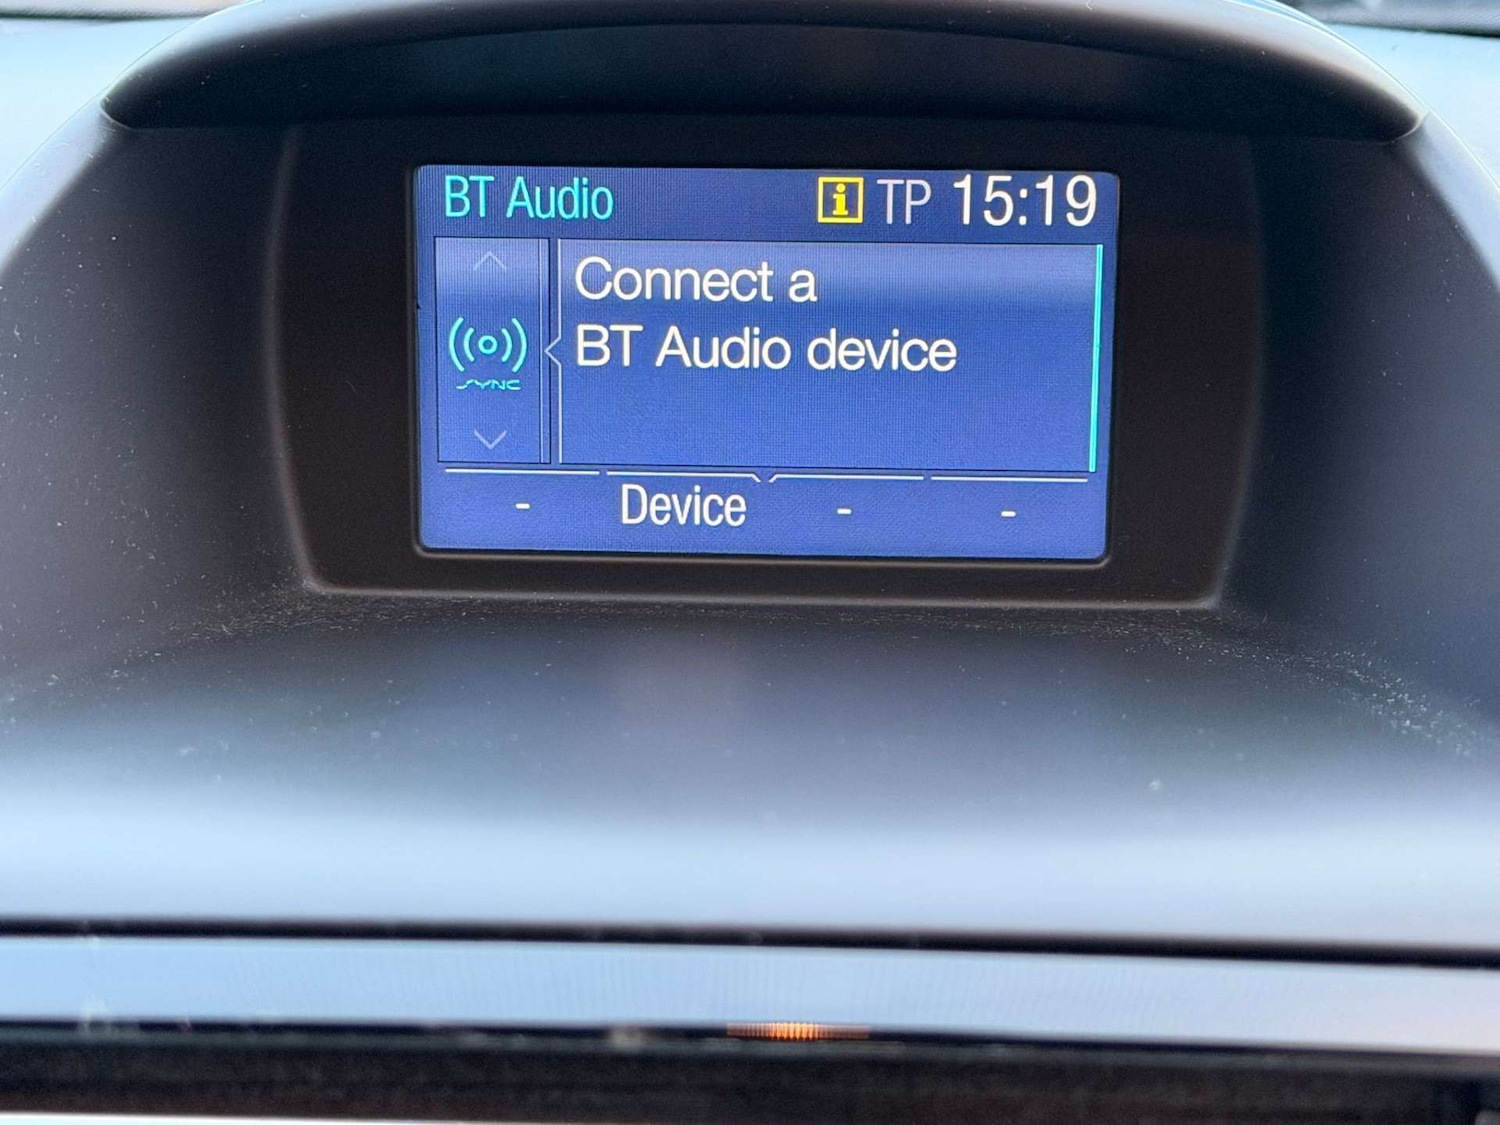 BT Audio i TP 15:19
Connect a
BT Audio device
SYNC
- Device - -